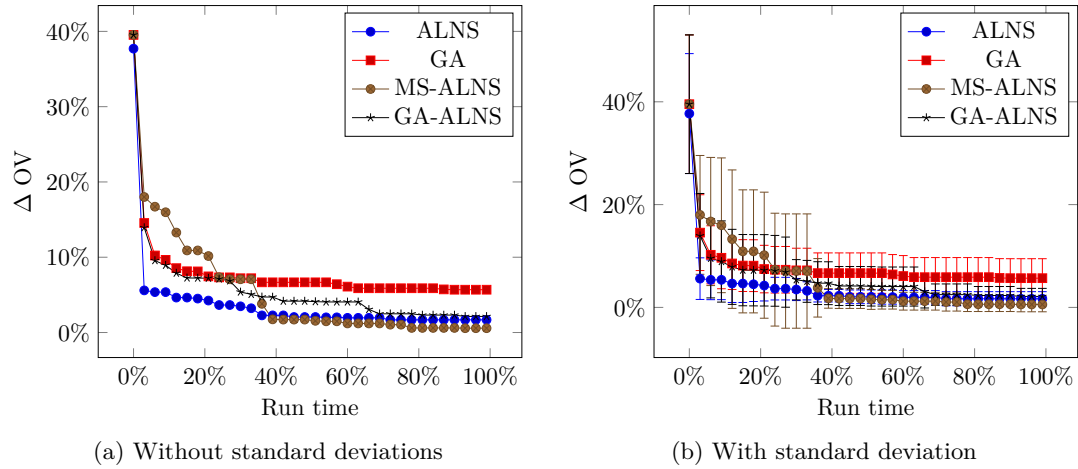 40%
30%
20%
10%
0%
Δ OV
0% 20% 40% 60% 80% 100%
Run time
ALNS
GA
MS-ALNS
GA-ALNS
(a) Without standard deviations
40%
20%
0%
Δ OV
0% 20% 40% 60% 80% 100%
Run time
ALNS
GA
MS-ALNS
GA-ALNS
(b) With standard deviation